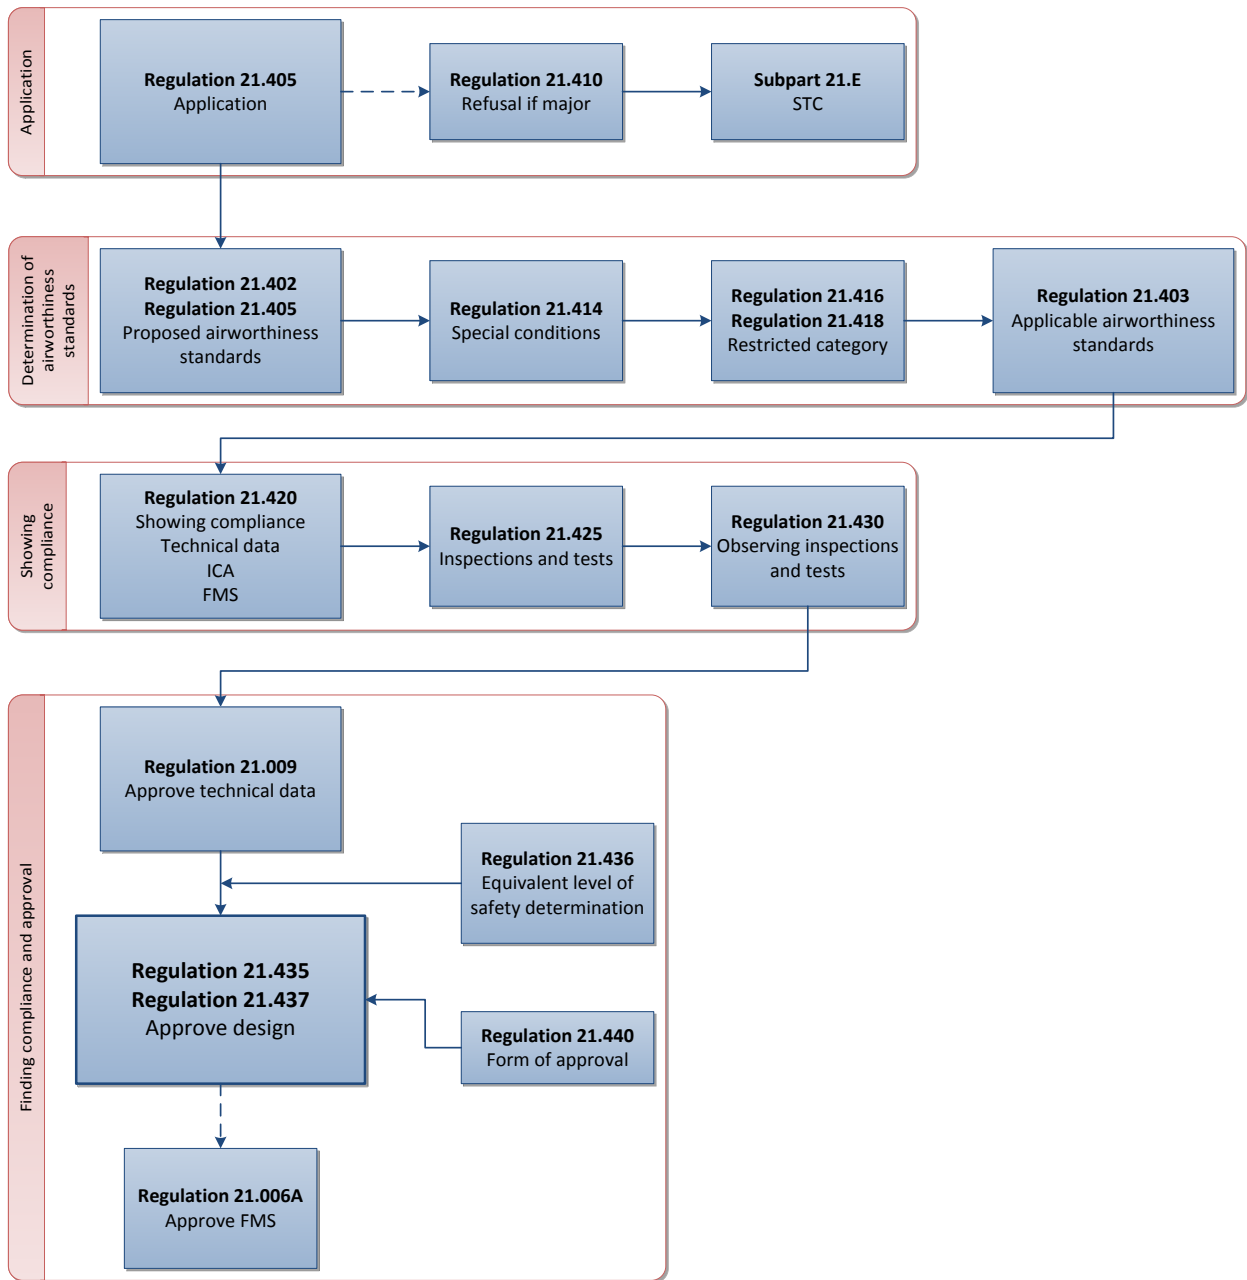 Application
Regulation 21.405
Application
Regulation 21.410
Refusal if major
Subpart 21.E
STC
Determination of
airworthiness
standards
Regulation 21.402
Regulation 21.405
Proposed airworthiness
standards
Regulation 21.414
Special conditions
Regulation 21.416
Regulation 21.418
Restricted category
Regulation 21.403
Applicable airworthiness
standards
Showing
compliance
Regulation 21.420
Showing compliance
Technical data
ICA
FMS
Regulation 21.425
Inspections and tests
Regulation 21.430
Observing inspections
and tests
Finding compliance and approval
Regulation 21.009
Approve technical data
Regulation 21.436
Equivalent level of
safety determination
Regulation 21.435
Regulation 21.437
Approve design
Regulation 21.440
Form of approval
Regulation 21.006A
Approve FMS